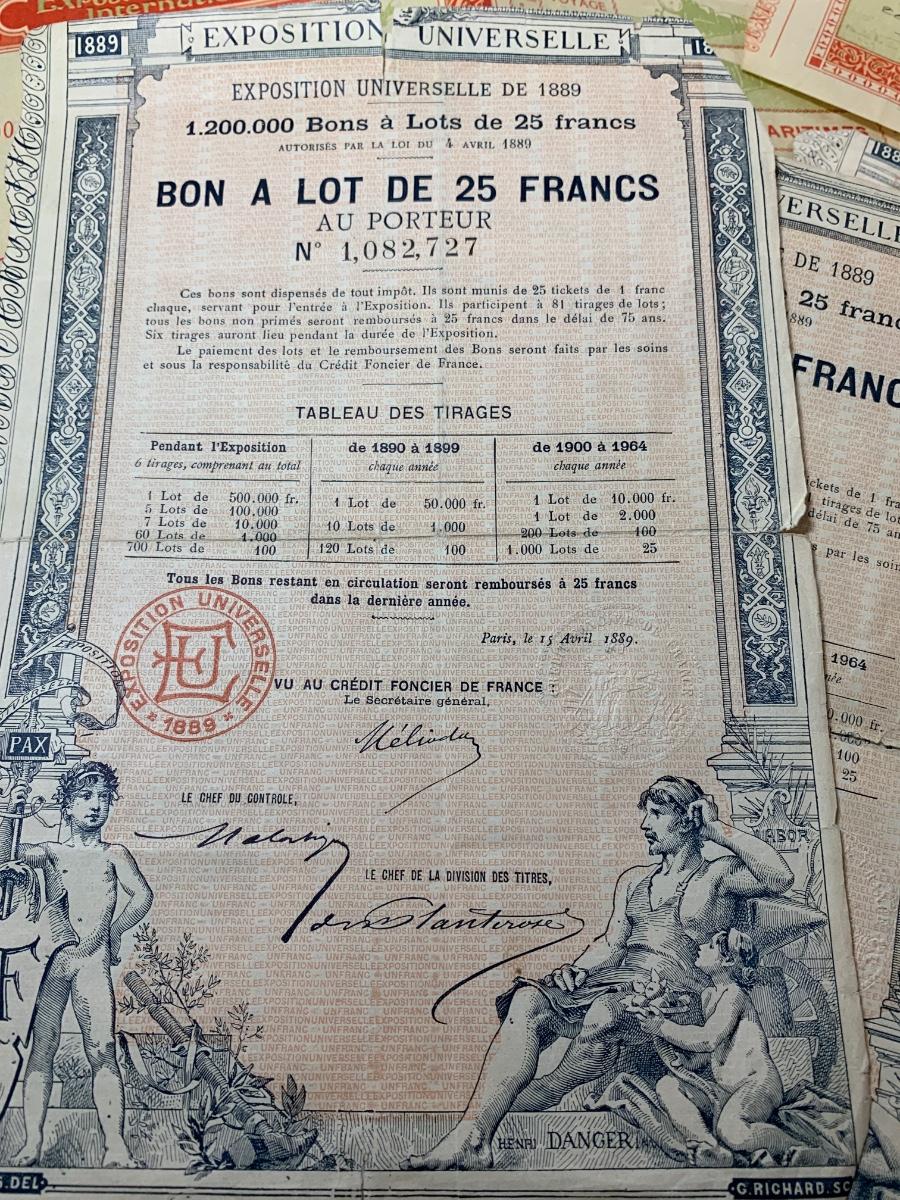 1889
EXPOSITION UNIVERSELLE
EXPOSITION UNIVERSELLE DE 1889
1.200.000 Bons à Lots de 25 francs
AUTORISÉS PAR LA LOI DU 4 AVRIL 1889
BON A LOT DE 25 FRANCS
AU PORTEUR
N° 1,082,727
Ces bons sont dispensés de tout impôt. Ils sont munis de 25 tickets de 1 franc
chaque, servant pour l'entrée à l'Exposition. Ils participent à 81 tirages de lots ;
tous les bons non primés seront remboursés à 25 francs dans le délai de 75 ans.
Six tirages auront lieu pendant la durée de l'Exposition.
Le paiement des lots et le remboursement des Bons seront faits par les soins
et sous la responsabilité du Crédit Foncier de France.
TABLEAU DES TIRAGES
Pendant l'Exposition
6 tirages, comprenant au total
1 Lot de 500.000 fr.
5 Lots de 100.000
7 Lots de 10.000
60 Lots de 1.000
700 Lots de 100
de 1890 à 1899
chaque année
1 Lot de 50.000 fr.
10 Lots de 1.000
120 Lots de 100
de 1900 à 1964
chaque année
1 Lot de 10.000 fr.
1 Lot de 2.000
200 Lots de 100
1.000 Lots de 25
Tous les Bons restant en circulation seront remboursés à 25 francs
dans la dernière année.
Paris, le 15 Avril 1889.
EXPOSITION UNIVERSELLE
EU
* 1889 *
VU AU CRÉDIT FONCIER DE FRANCE :
Le Secrétaire général,
LE CHEF DU CONTROLE,
LE CHEF DE LA DIVISION DES TITRES,
PAX
LABOR
HENRI DANGER
DEL.
G. RICHARD. SC
VERSELLE
DE 1889
25 franc
889
FRANC
1964
100
25